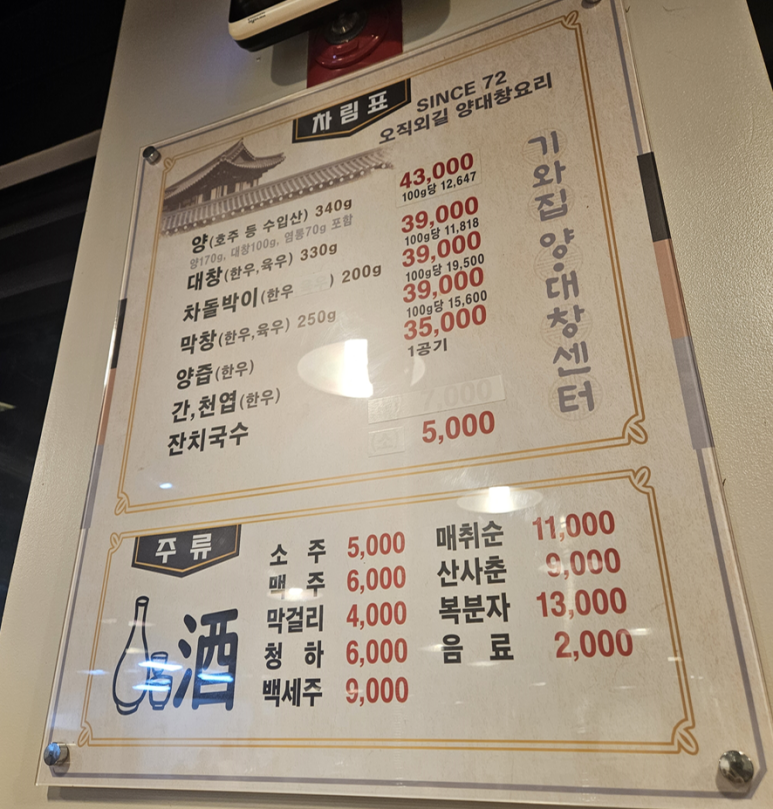 차림표
SINCE 72
오직외길 양대창요리
기와집 양·대창센터
양(호주 등 수입산) 340g 43,000
양170g, 대창100g, 염통70g 포함 100g당 12,647
대창(한우,육우) 330g 39,000
100g당 11,818
차돌박이(한우 ) 200g 39,000
100g당 19,500
막창(한우,육우) 250g 39,000
100g당 15,600
양즙(한우) 35,000
간,천엽(한우) 1공기
7,000
잔치국수 (소) 5,000
주류
酒
소주 5,000
맥주 6,000
막걸리 4,000
청하 6,000
백세주 9,000
매취순 11,000
산사춘 9,000
복분자 13,000
음료 2,000